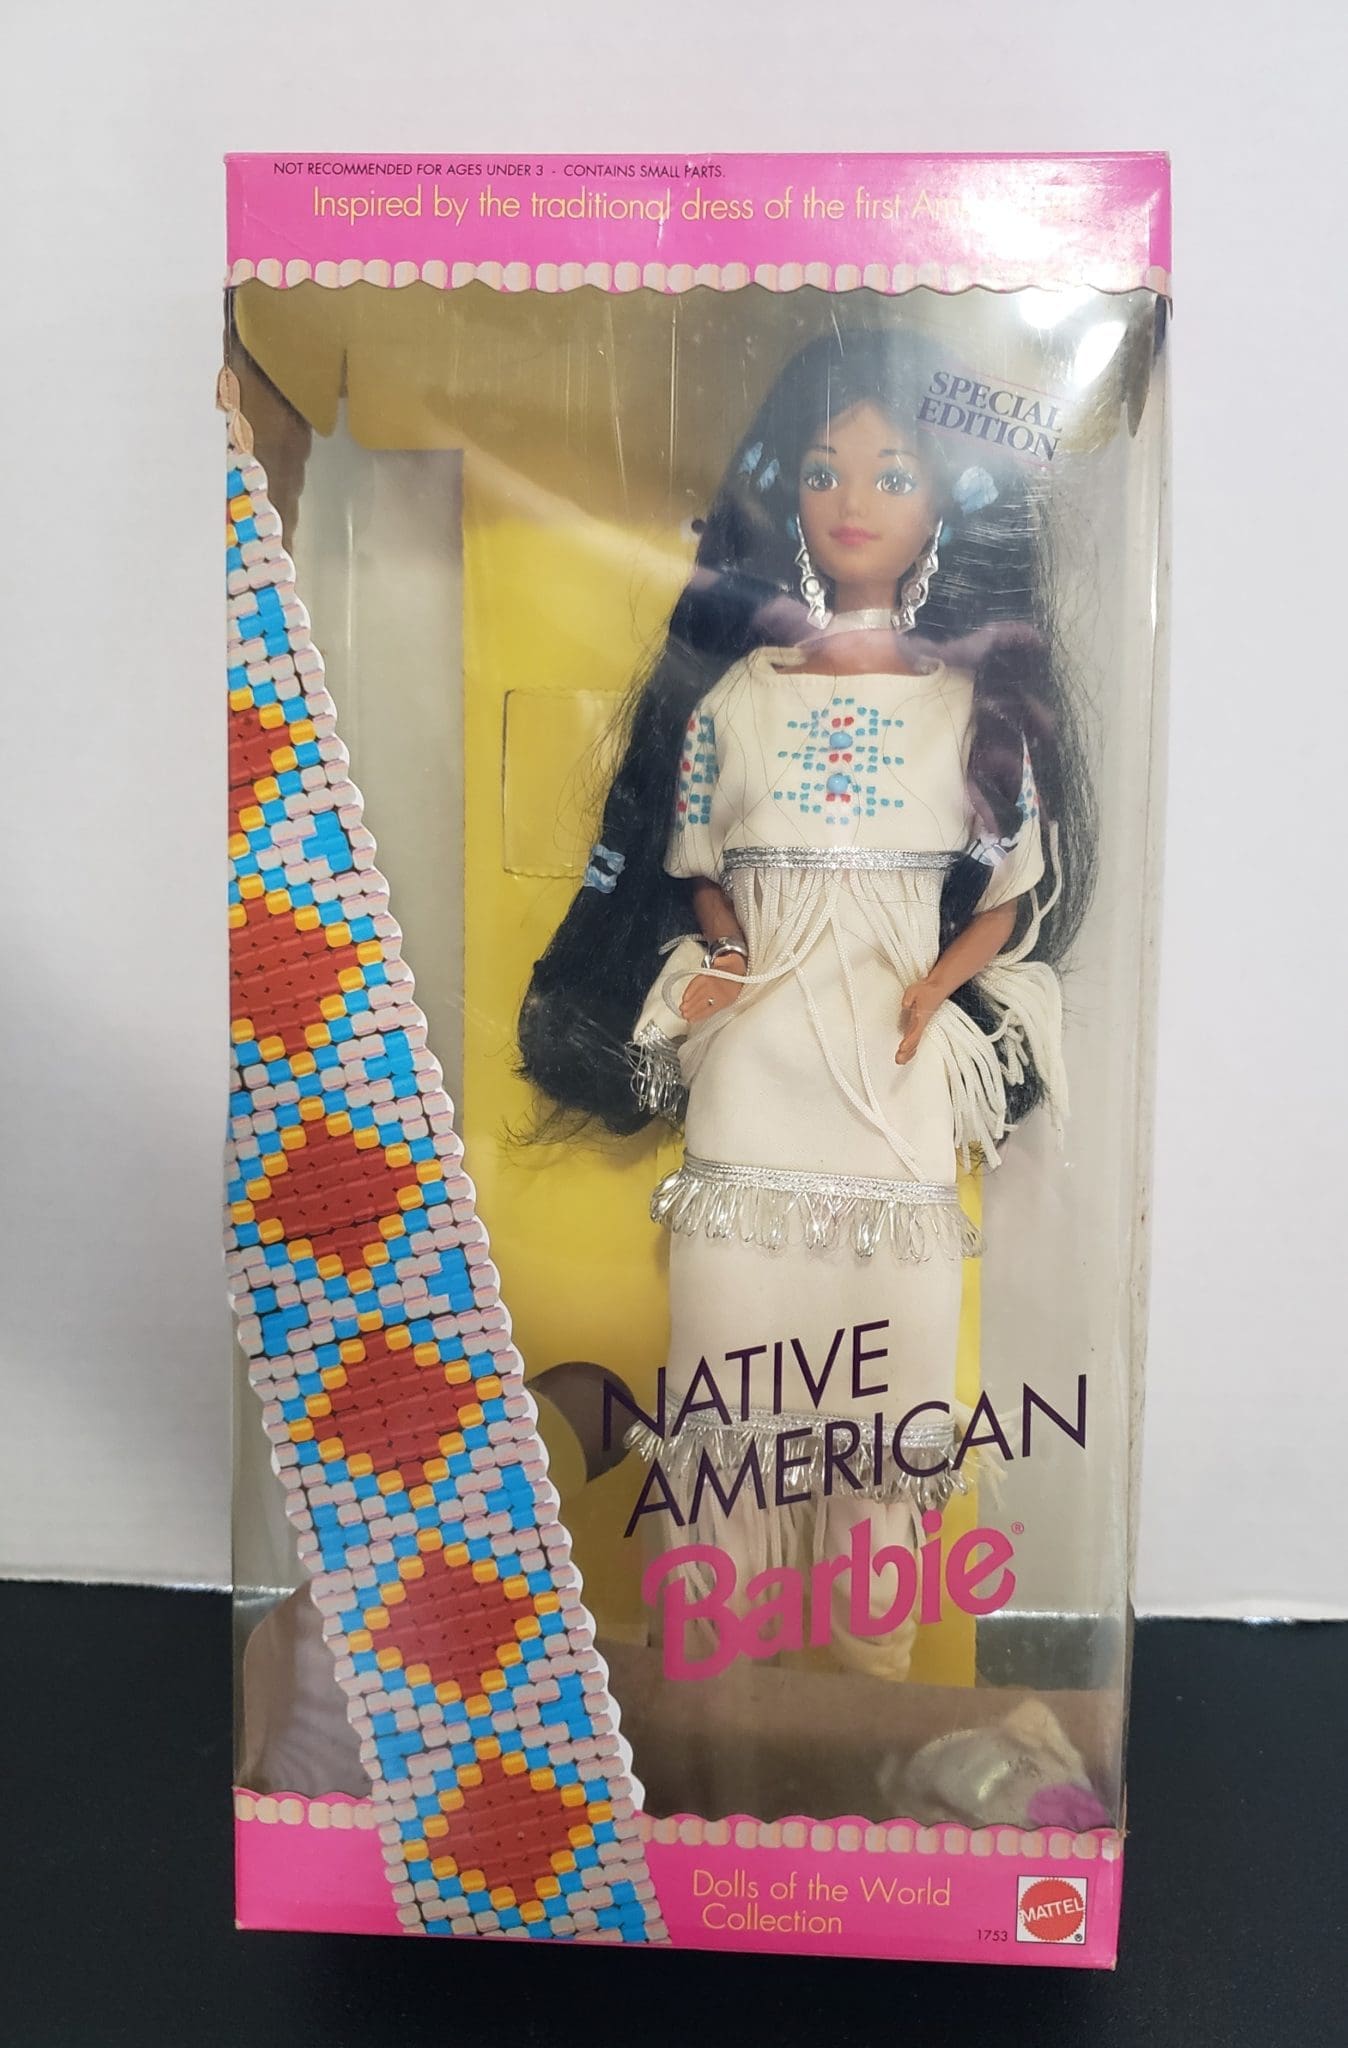 NOT RECOMMENDED FOR AGES UNDER 3 - CONTAINS SMALL PARTS.
Inspired by the traditional dress of the first
SPECIAL
EDITION
NATIVE
AMERICAN
Barbie®
Dolls of the World
Collection
1753
MATTEL®